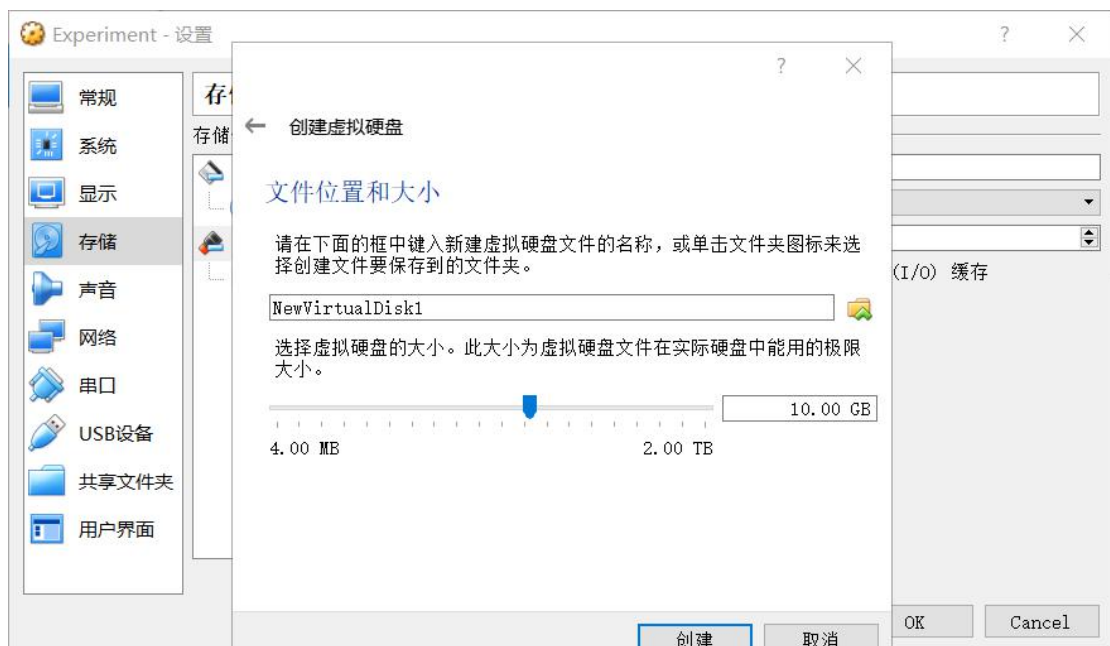 Experiment - 设置
常规
系统
显示
存储
声音
网络
串口
USB设备
共享文件夹
用户界面
存储
创建虚拟硬盘
文件位置和大小
请在下面的框中键入新建虚拟硬盘文件的名称，或单击文件夹图标来选
择创建文件要保存到的文件夹。
NewVirtualDisk1
选择虚拟硬盘的大小。此大小为虚拟硬盘文件在实际硬盘中能用的极限
大小。
10.00 GB
4.00 MB 2.00 TB
创建 取消
(I/O) 缓存
OK Cancel